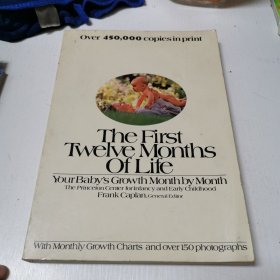 Over 450,000 copies in print
The First
Twelve Months
Of Life
Your Baby's Growth Month by Month
The Princeton Center for Infancy and Early Childhood
Frank Caplan, General Editor
With Monthly Growth Charts and over 150 photographs